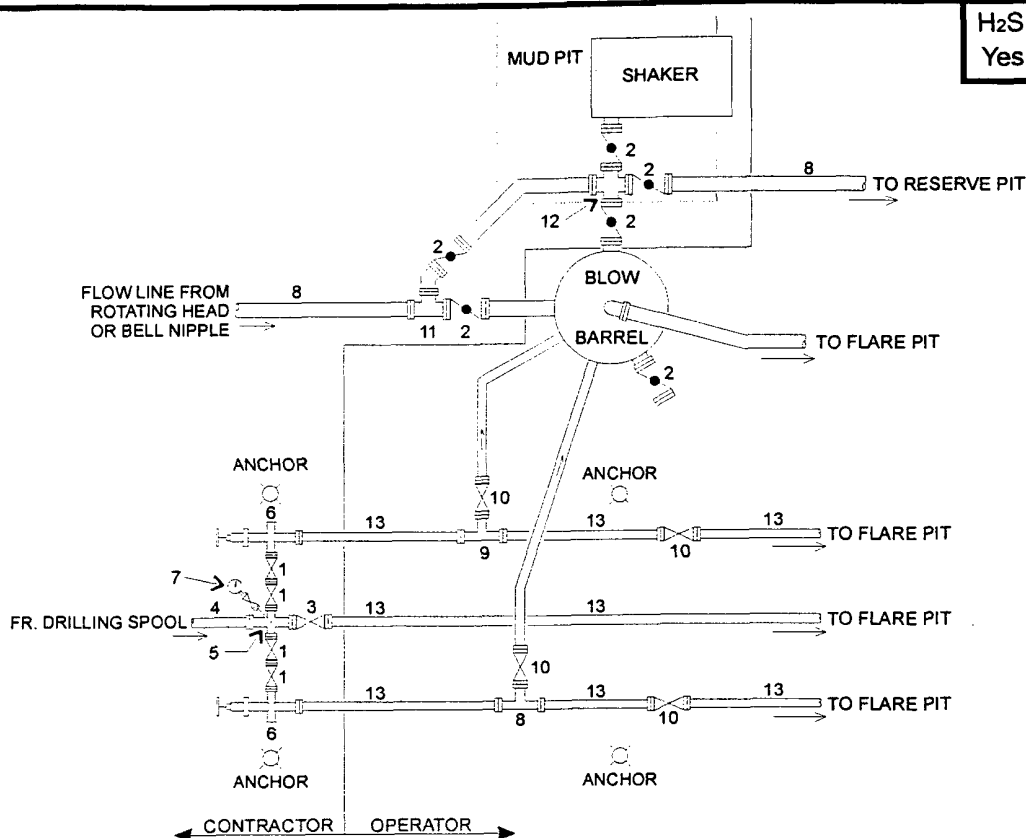 H₂S
Yes
MUD PIT
SHAKER
2
2
8
TO RESERVE PIT
12
2
2
BLOW
BARREL
FLOW LINE FROM
ROTATING HEAD
OR BELL NIPPLE
8
11
2
TO FLARE PIT
2
ANCHOR
ANCHOR
6
10
13
13
13
TO FLARE PIT
9
10
1
1
7
4
3
13
13
FR. DRILLING SPOOL
TO FLARE PIT
5
1
1
10
13
13
13
TO FLARE PIT
6
8
10
ANCHOR
ANCHOR
CONTRACTOR
OPERATOR